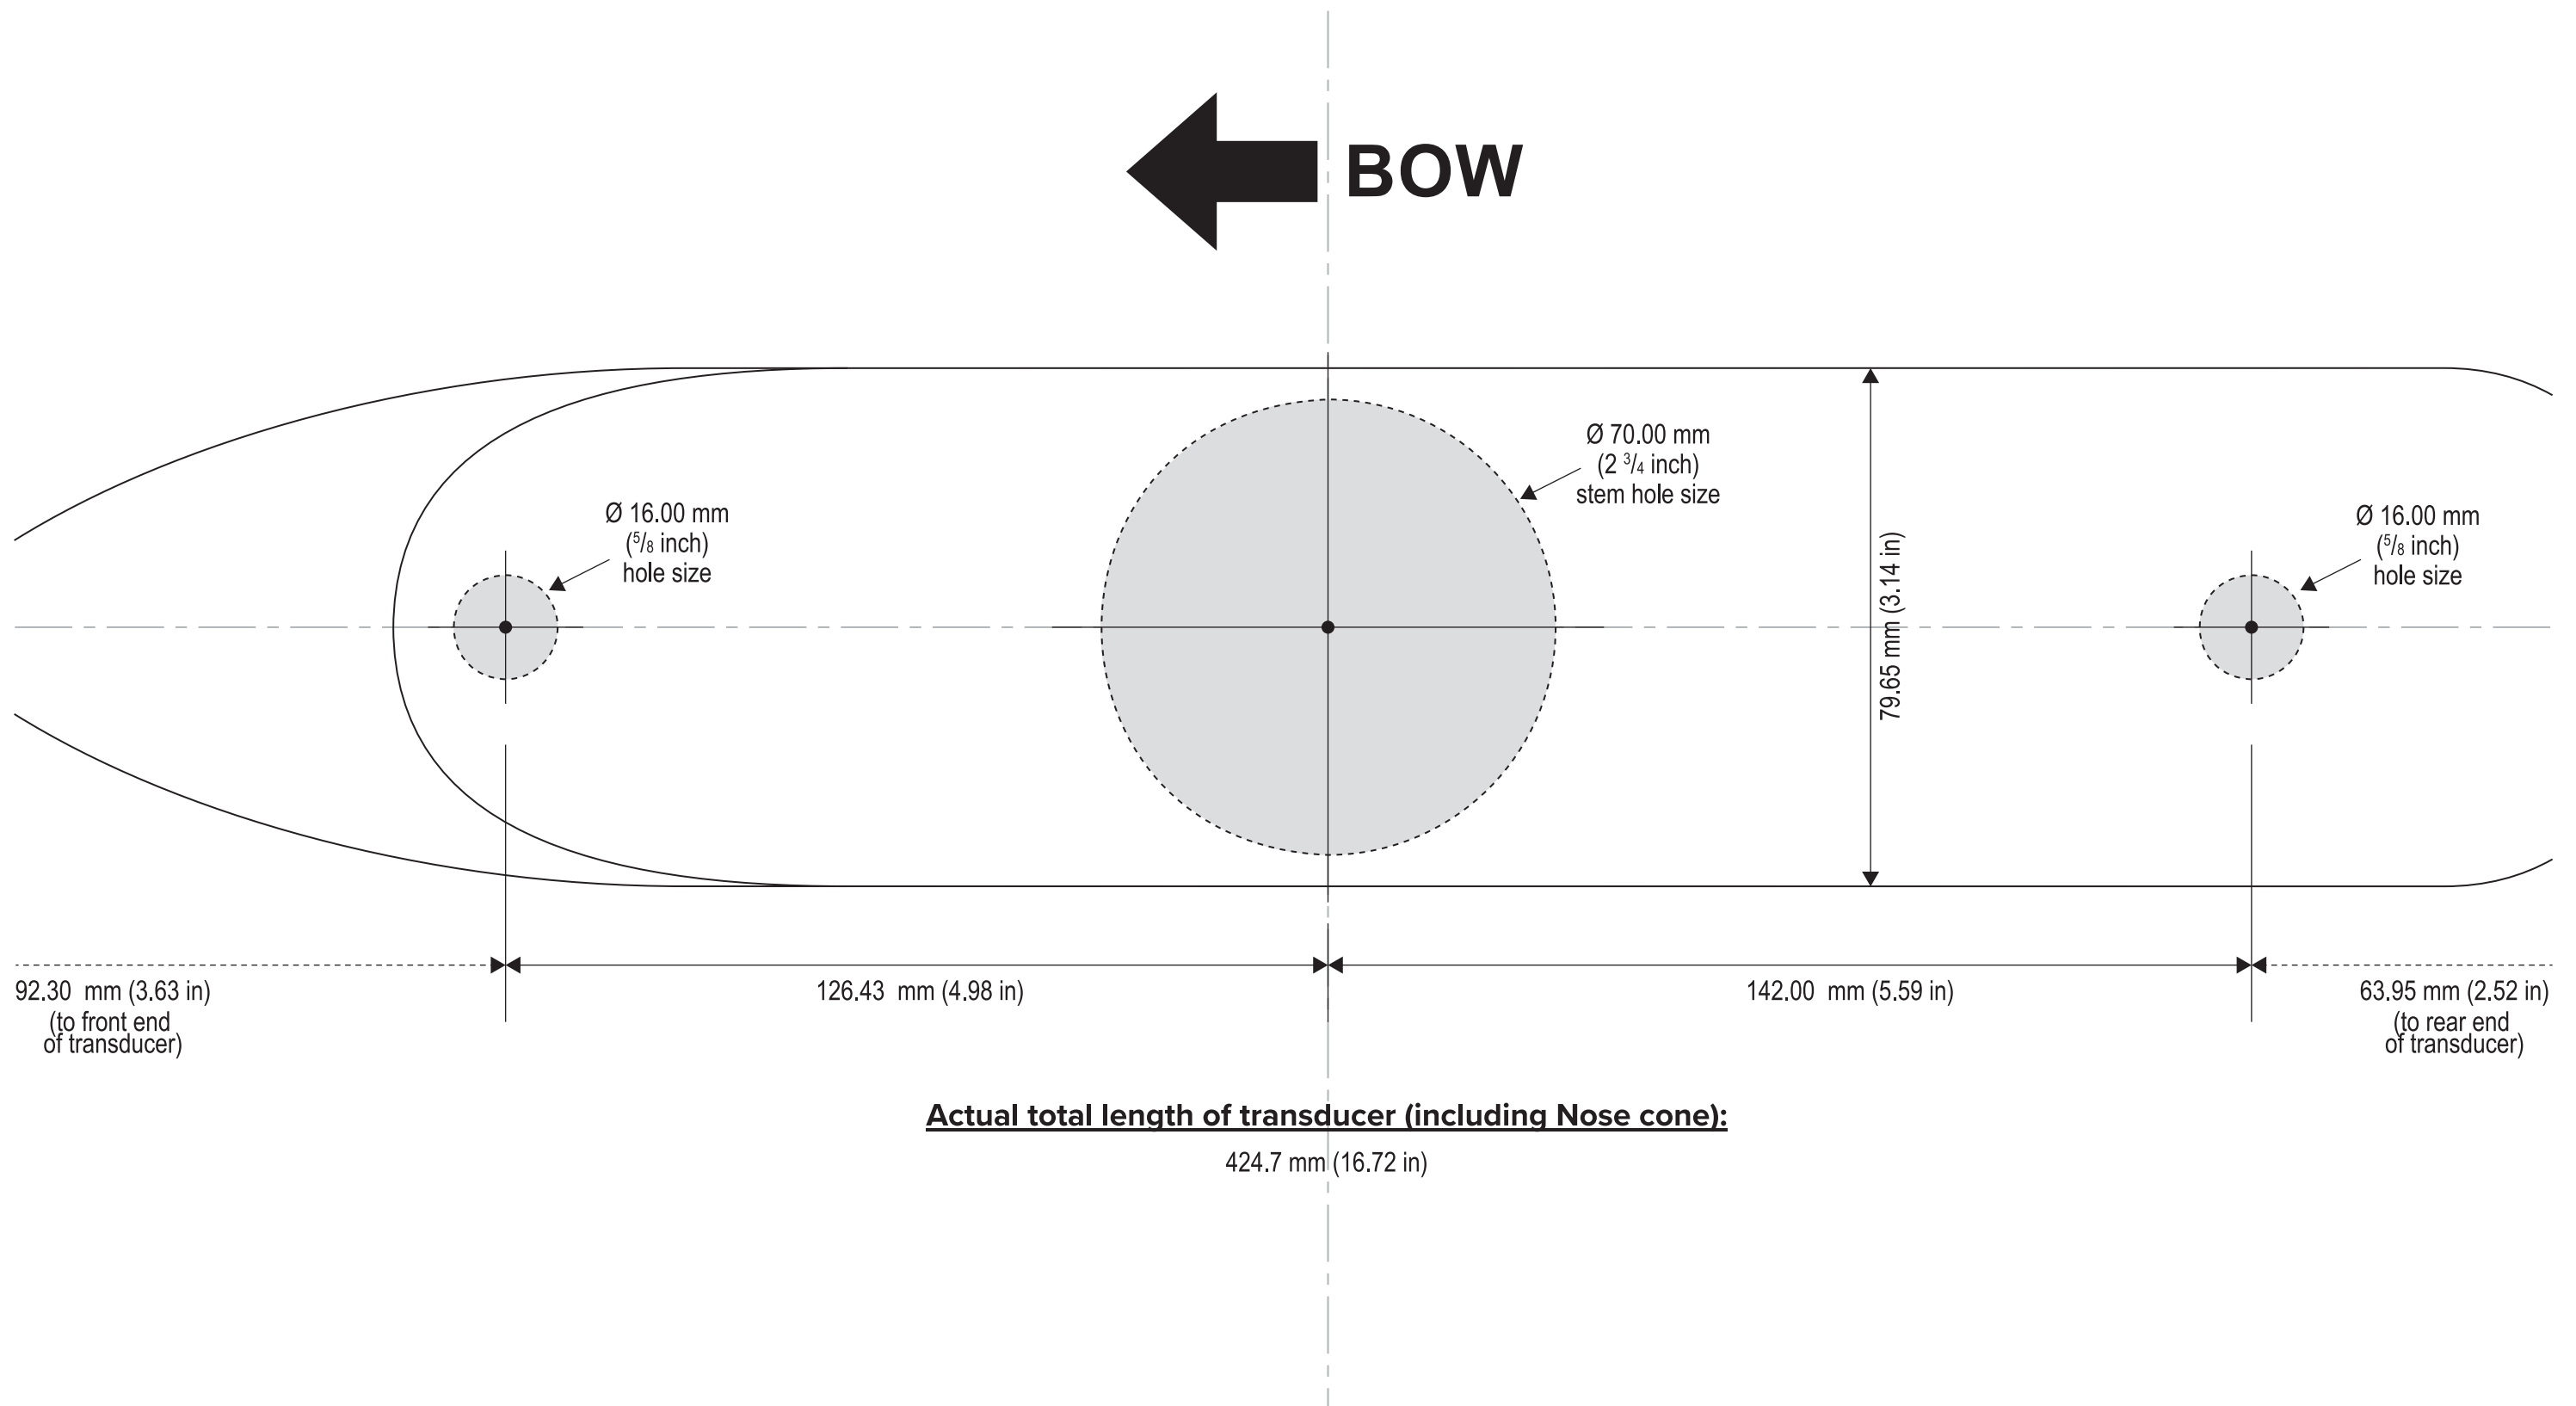 BOW
Ø 70.00 mm
(2 3/4 inch)
stem hole size
Ø 16.00 mm
(5/8 inch)
hole size
Ø 16.00 mm
(5/8 inch)
hole size
79.65 mm (3.14 in)
92.30 mm (3.63 in)
(to front end
of transducer)
126.43 mm (4.98 in)
142.00 mm (5.59 in)
63.95 mm (2.52 in)
(to rear end
of transducer)
Actual total length of transducer (including Nose cone):
424.7 mm (16.72 in)